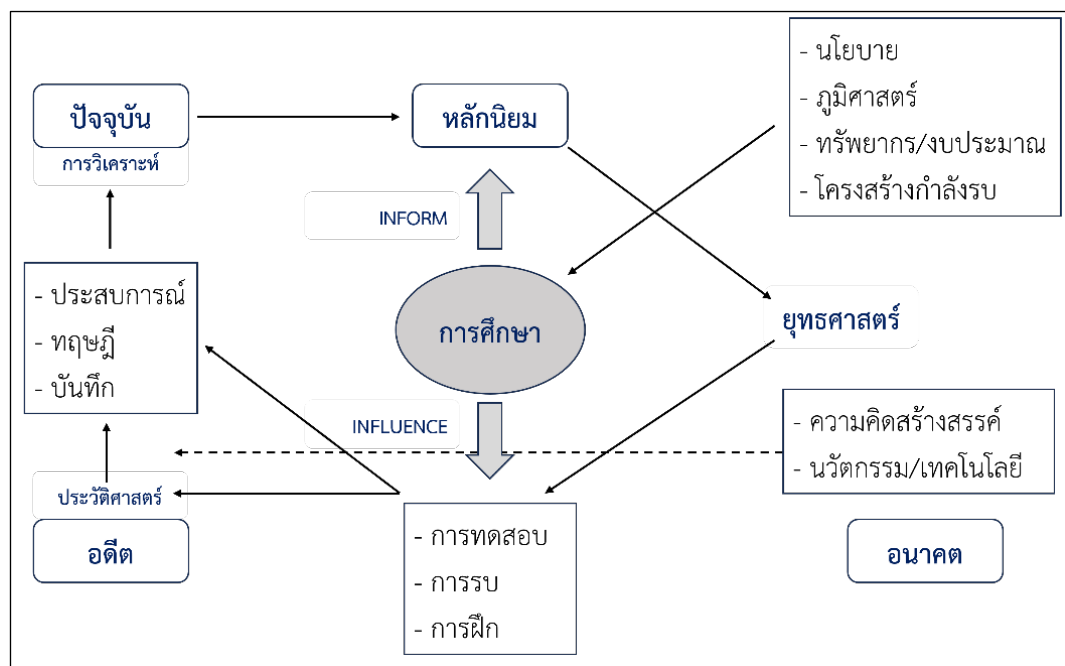 - นโยบาย
- ภูมิศาสตร์
- ทรัพยากร/งบประมาณ
- โครงสร้างกำลังรบ
ปัจจุบัน
การวิเคราะห์
หลักนิยม
INFORM
- ประสบการณ์
- ทฤษฎี
- บันทึก
การศึกษา
ยุทธศาสตร์
INFLUENCE
- ความคิดสร้างสรรค์
- นวัตกรรม/เทคโนโลยี
ประวัติศาสตร์
อดีต
- การทดสอบ
- การรบ
- การฝึก
อนาคต